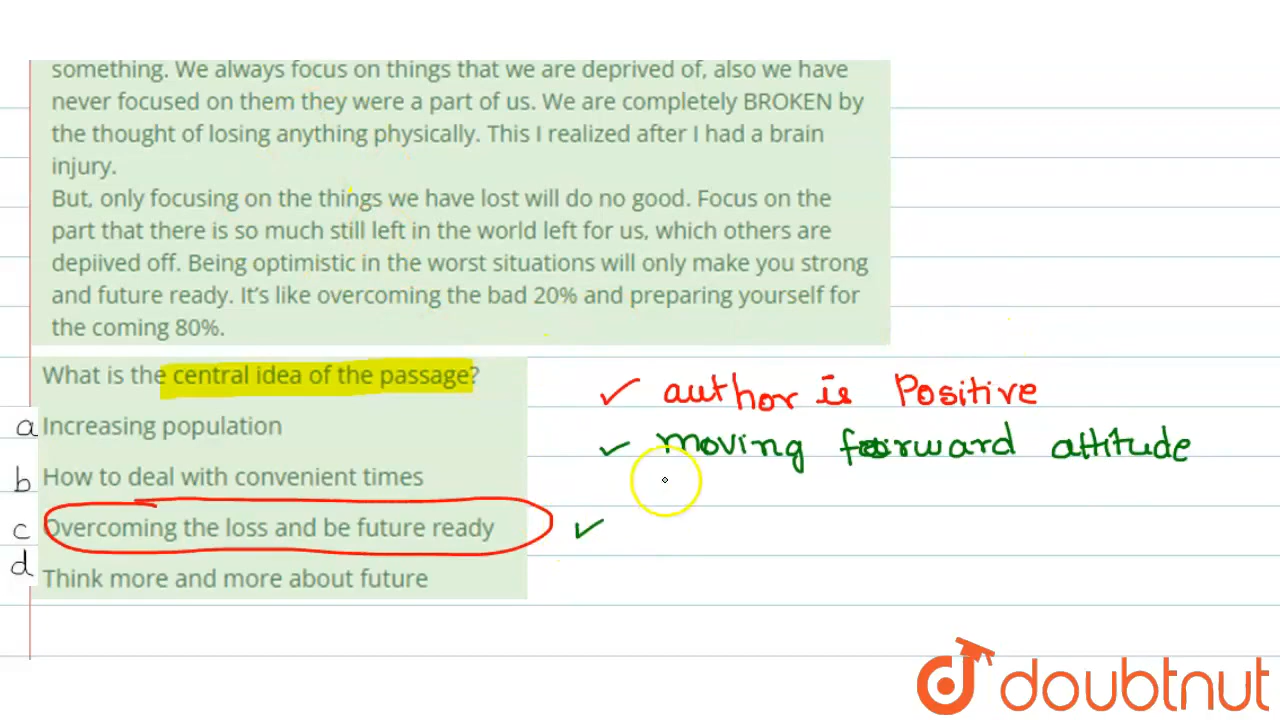 something. We always focus on things that we are deprived of, also we have
never focused on them they were a part of us. We are completely BROKEN by
the thought of losing anything physically. This I realized after I had a brain
injury.
But, only focusing on the things we have lost will do no good. Focus on the
part that there is so much still left in the world left for us, which others are
depiived off. Being optimistic in the worst situations will only make you strong
and future ready. It's like overcoming the bad 20% and preparing yourself for
the coming 80%.
What is the central idea of the passage?
a Increasing population
b How to deal with convenient times
c Overcoming the loss and be future ready
d Think more and more about future
✓ author is Positive
✓ moving forward attitude
✓
doubtnut